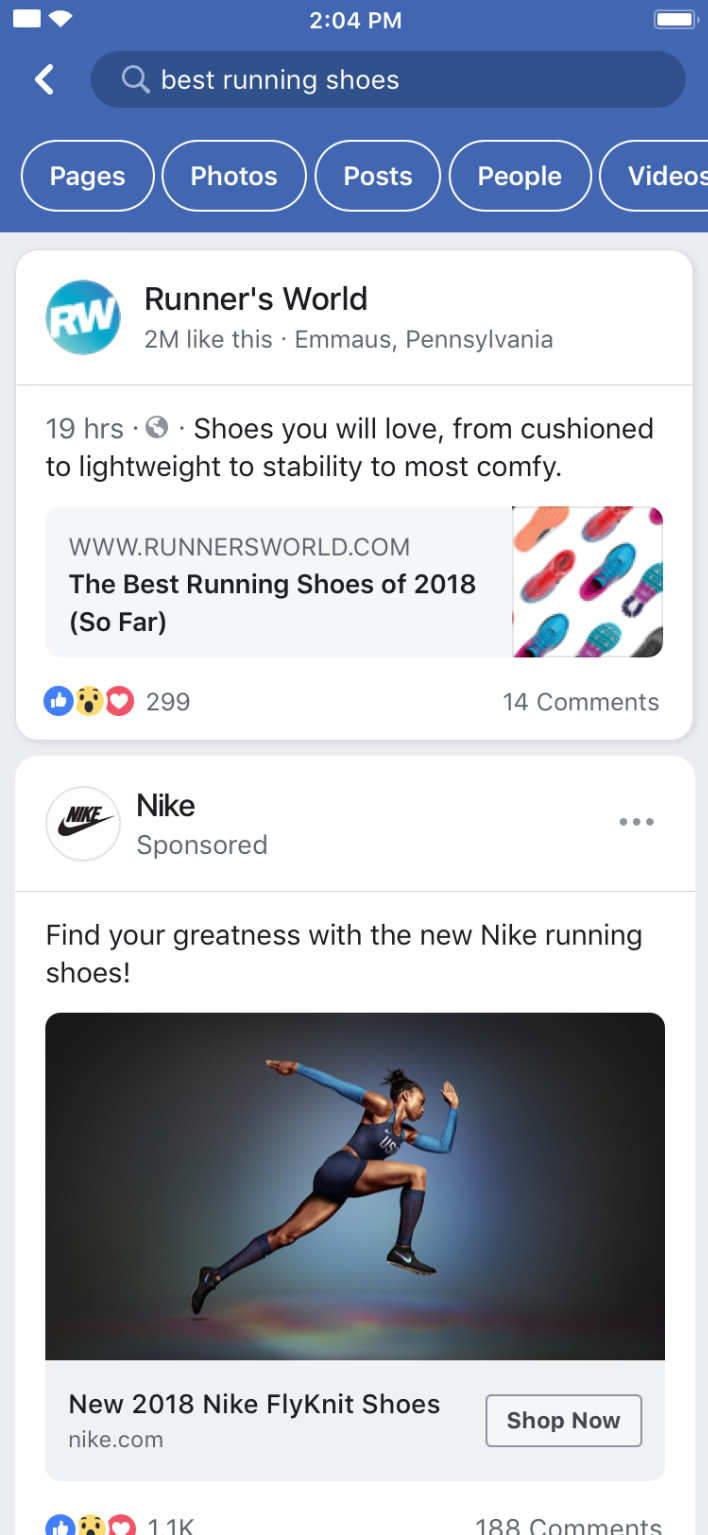 2:04 PM
best running shoes
Pages
Photos
Posts
People
Videos
RW
Runner's World
2M like this · Emmaus, Pennsylvania
19 hrs · · Shoes you will love, from cushioned
to lightweight to stability to most comfy.
WWW.RUNNERSWORLD.COM
The Best Running Shoes of 2018
(So Far)
299
14 Comments
NIKE
Nike
Sponsored
Find your greatness with the new Nike running
shoes!
US
New 2018 Nike FlyKnit Shoes
nike.com
Shop Now
1.1K
188 Comments